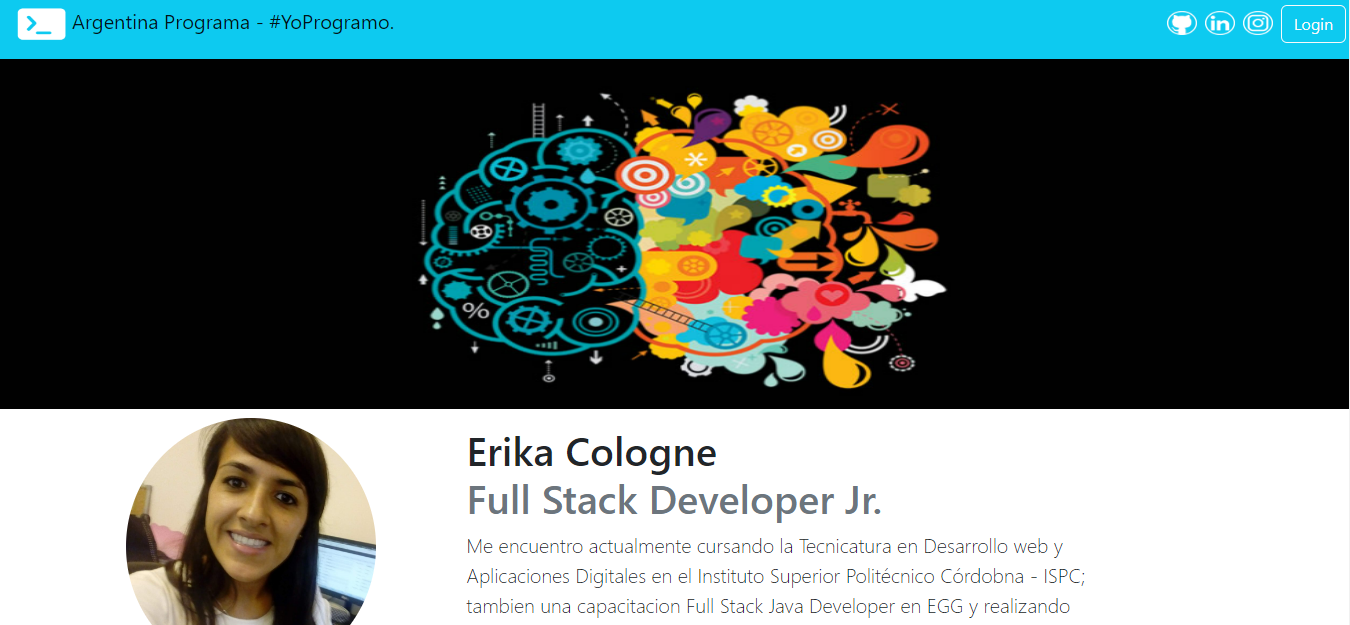 Argentina Programa - #YoProgramo.
Login
%
Erika Cologne
Full Stack Developer Jr.
Me encuentro actualmente cursando la Tecnicatura en Desarrollo web y
Aplicaciones Digitales en el Instituto Superior Politécnico Córdobna - ISPC;
tambien una capacitacion Full Stack Java Developer en EGG y realizando